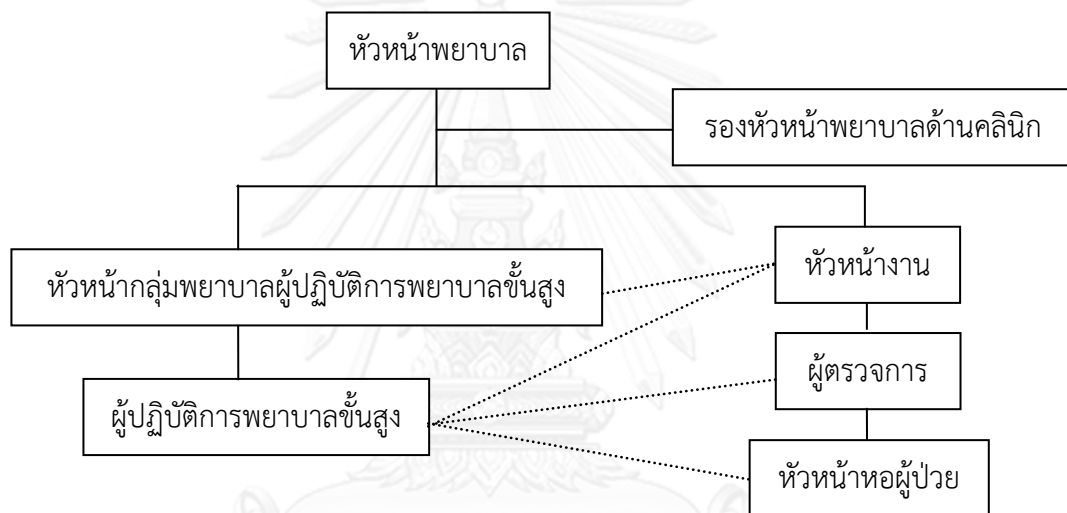 หัวหน้าพยาบาล
รองหัวหน้าพยาบาลด้านคลินิก
หัวหน้ากลุ่มพยาบาลผู้ปฏิบัติการพยาบาลขั้นสูง
หัวหน้างาน
ผู้ตรวจการ
ผู้ปฏิบัติการพยาบาลขั้นสูง
หัวหน้าหอผู้ป่วย